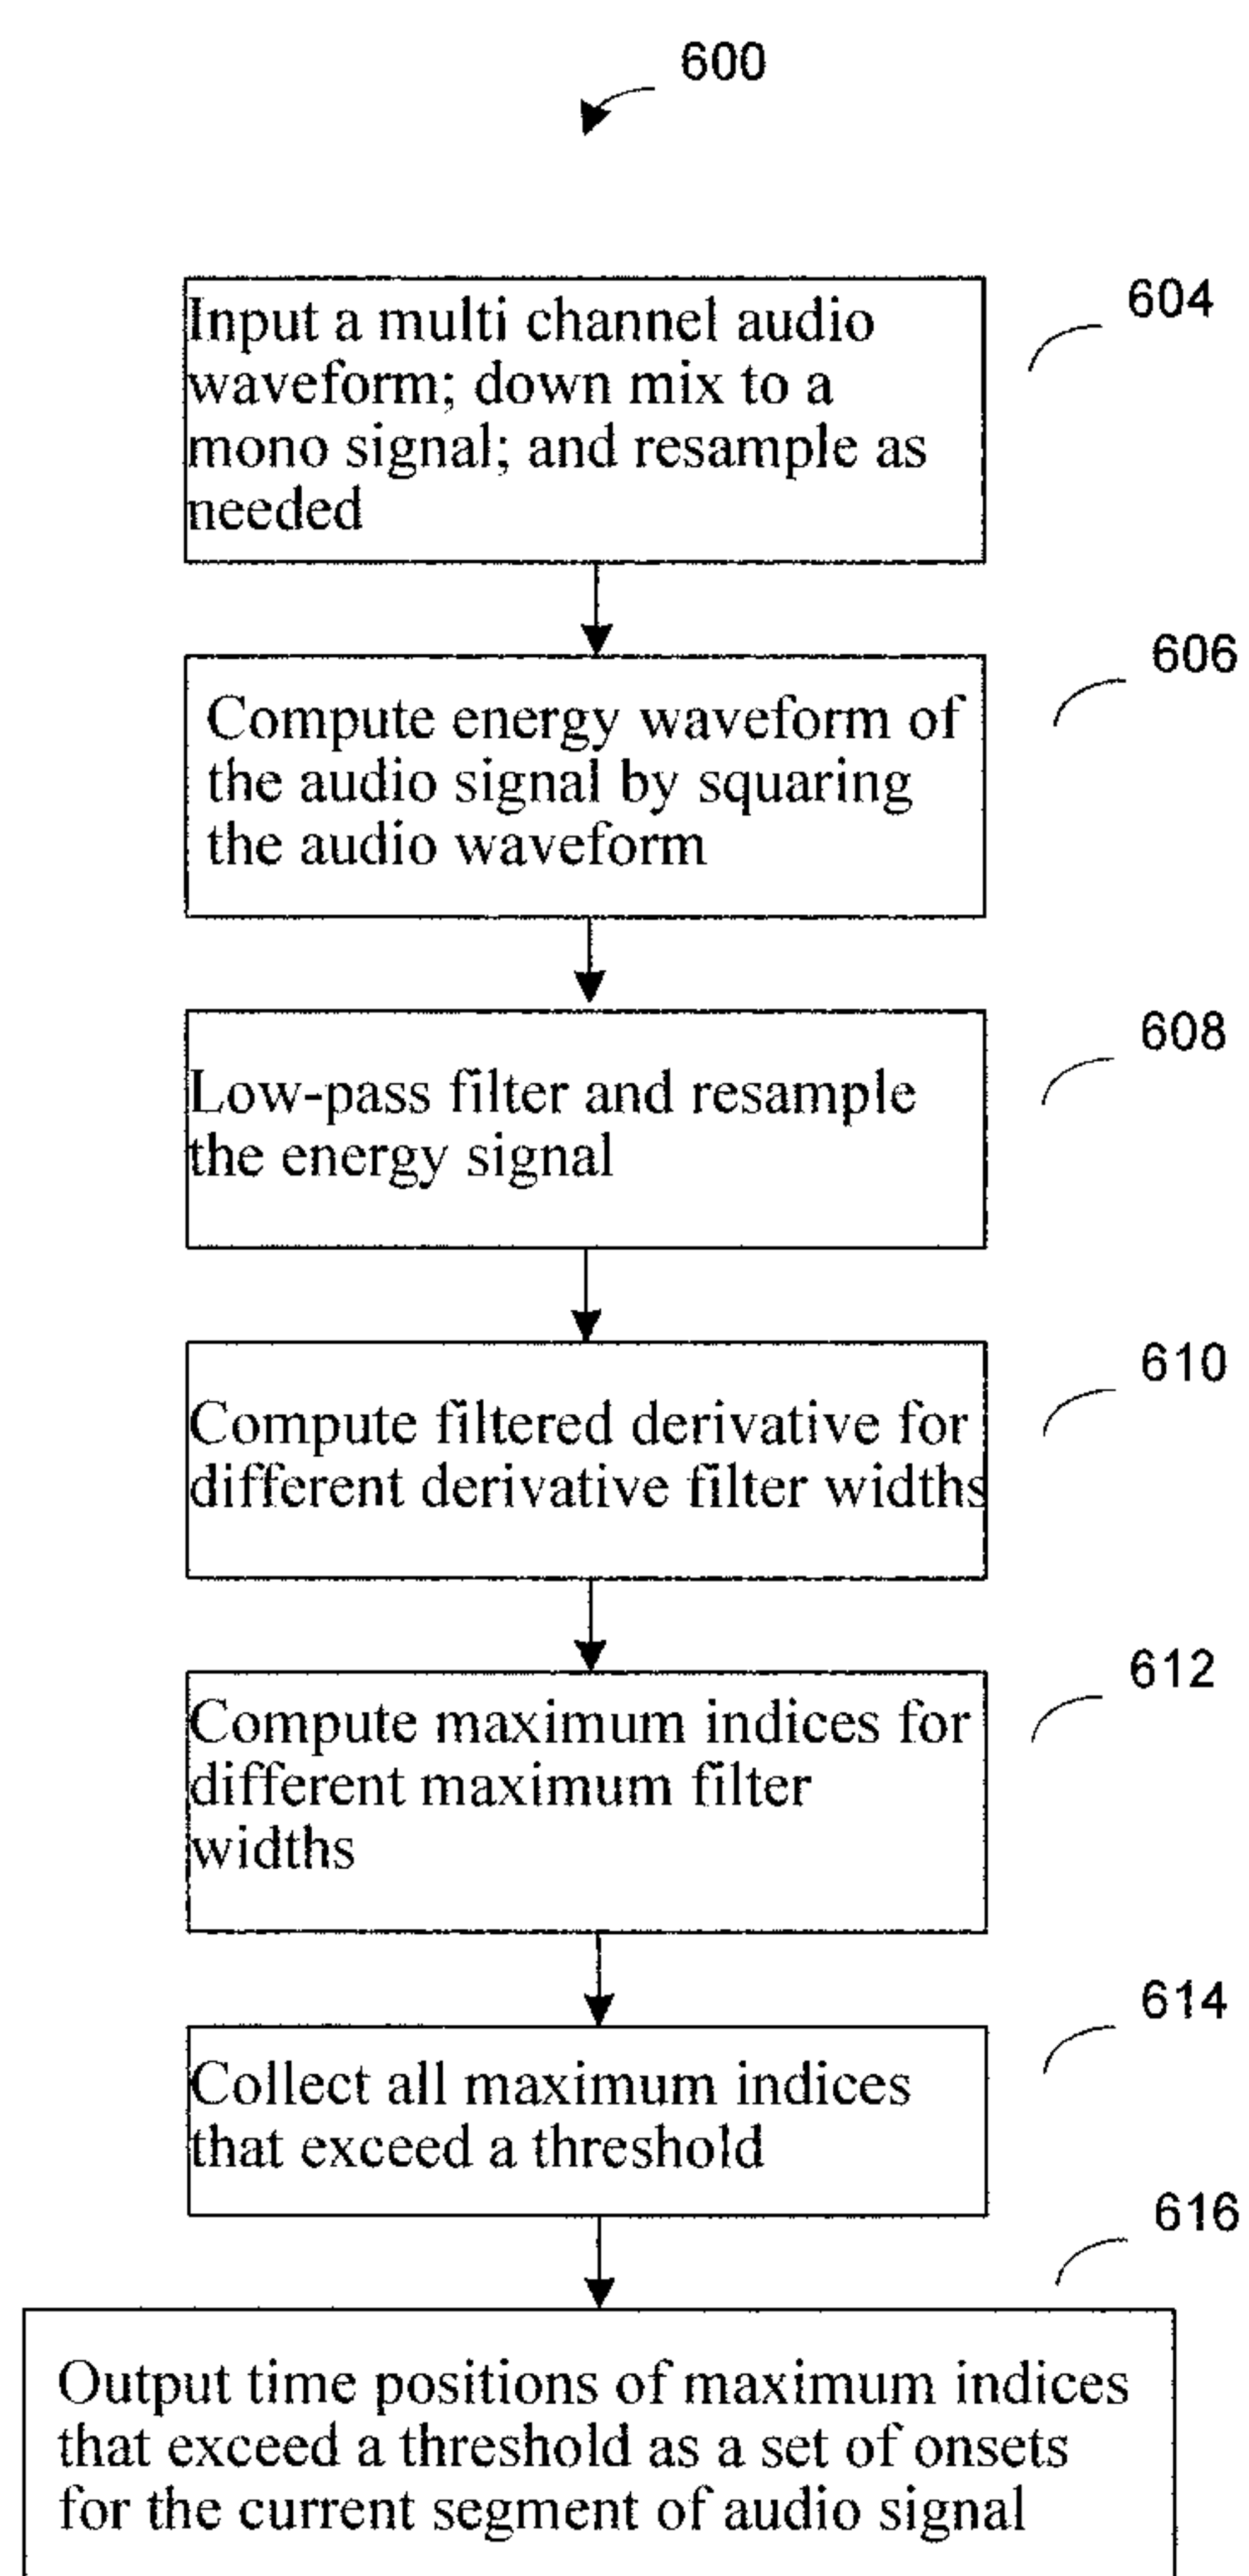 600
604
Input a multi channel audio
waveform; down mix to a
mono signal; and resample as
needed
606
Compute energy waveform of
the audio signal by squaring
the audio waveform
608
Low-pass filter and resample
the energy signal
610
Compute filtered derivative for
different derivative filter widths
612
Compute maximum indices for
different maximum filter
widths
614
Collect all maximum indices
that exceed a threshold
616
Output time positions of maximum indices
that exceed a threshold as a set of onsets
for the current segment of audio signal